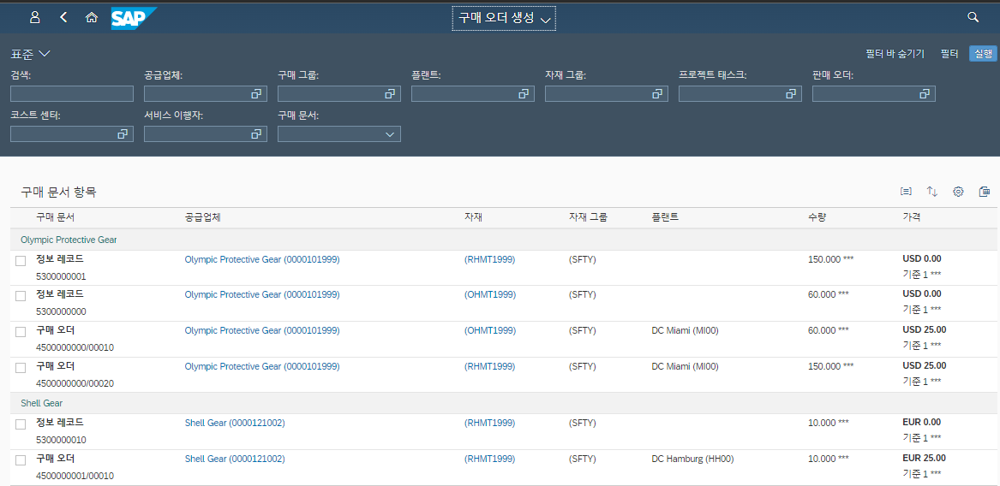 SAP
구매 오더 생성
표준
필터 바 숨기기 필터 실행
검색: 공급업체: 구매 그룹: 플랜트: 자재 그룹: 프로젝트 태스크: 판매 오더:
코스트 센터: 서비스 이행자: 구매 문서:
구매 문서 항목
구매 문서 공급업체 자재 자재 그룹 플랜트 수량 가격
Olympic Protective Gear
정보 레코드 Olympic Protective Gear (0000101999) (RHMT1999) (SFTY) 150.000 *** USD 0.00
5300000001 기준 1 ***
정보 레코드 Olympic Protective Gear (0000101999) (OHMT1999) (SFTY) 60.000 *** USD 0.00
5300000000 기준 1 ***
구매 오더 Olympic Protective Gear (0000101999) (OHMT1999) (SFTY) DC Miami (MI00) 60.000 *** USD 25.00
4500000000/00010 기준 1 ***
구매 오더 Olympic Protective Gear (0000101999) (RHMT1999) (SFTY) DC Miami (MI00) 150.000 *** USD 25.00
4500000000/00020 기준 1 ***
Shell Gear
정보 레코드 Shell Gear (0000121002) (RHMT1999) (SFTY) 10.000 *** EUR 0.00
5300000010 기준 1 ***
구매 오더 Shell Gear (0000121002) (RHMT1999) (SFTY) DC Hamburg (HH00) 10.000 *** EUR 25.00
4500000001/00010 기준 1 ***